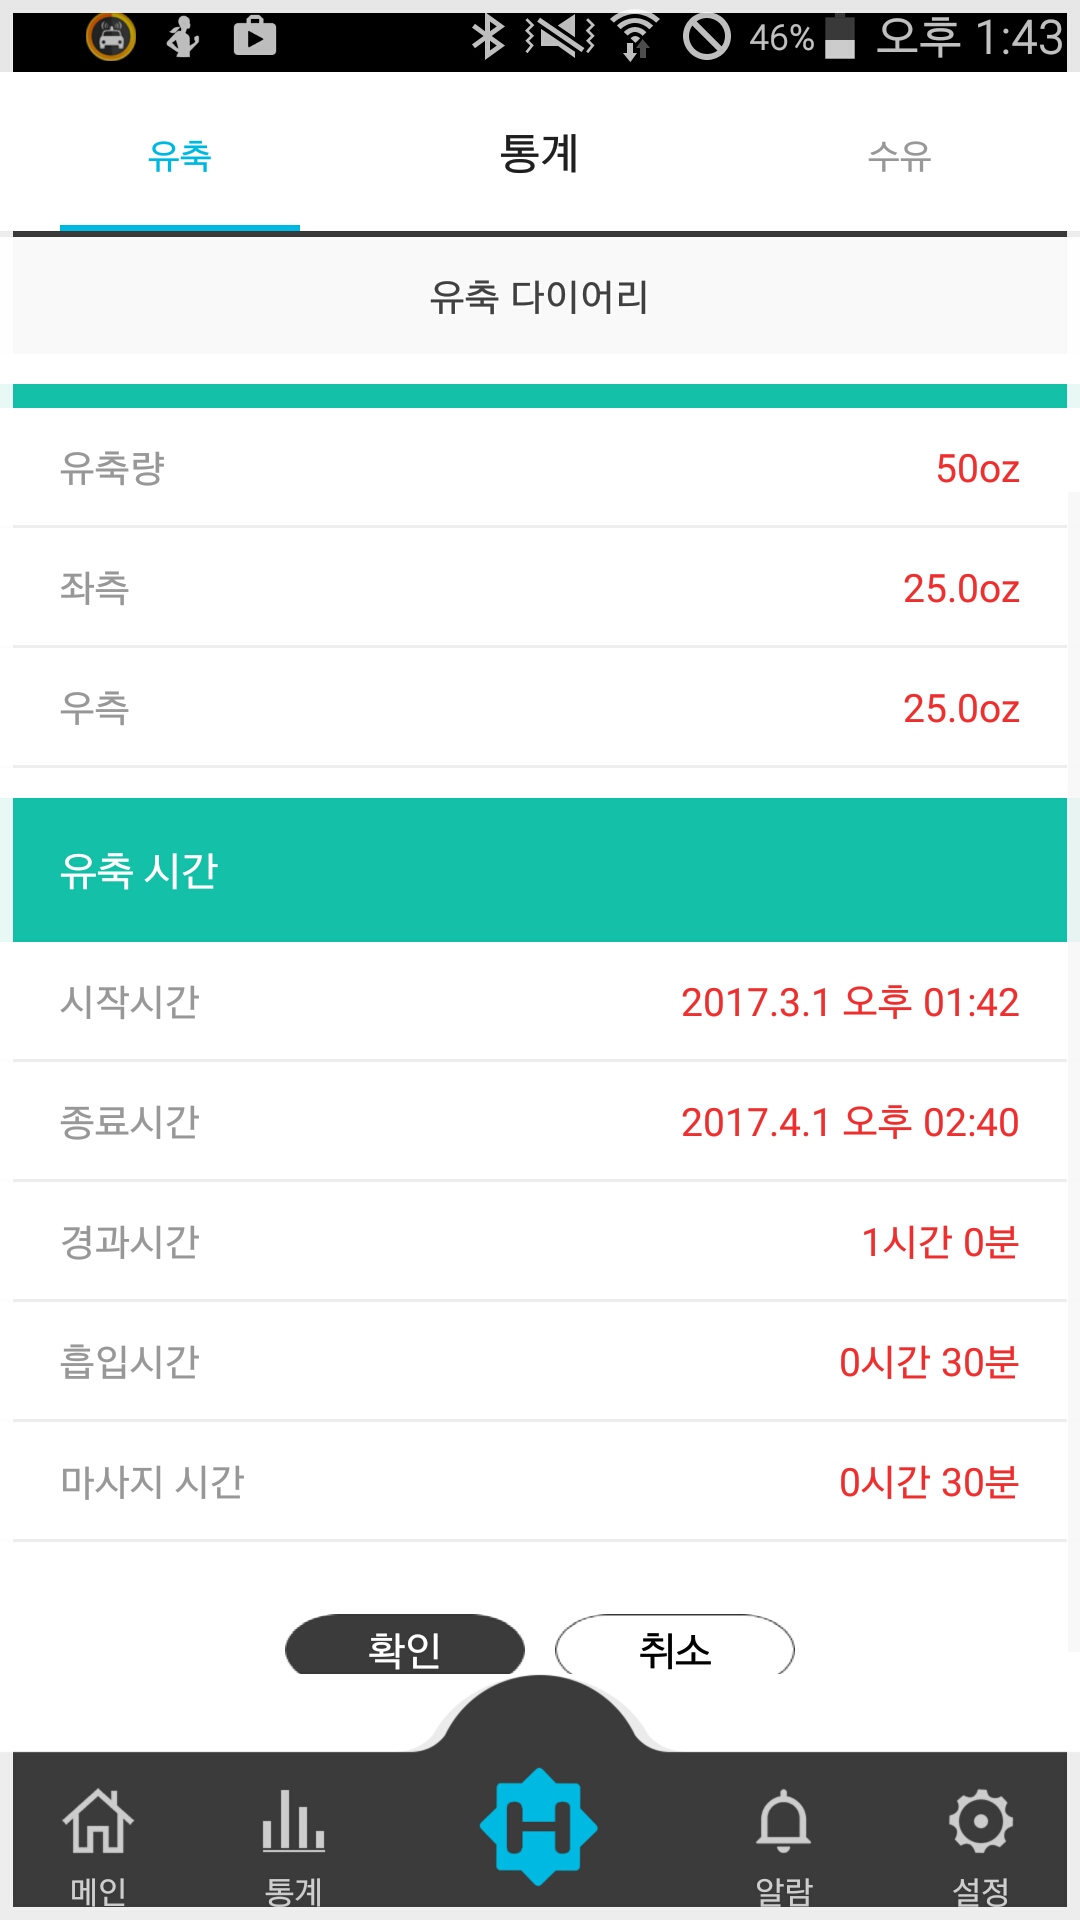 46% 오후 1:43
유축 통계 수유
유축 다이어리
유축량 50oz
좌측 25.0oz
우측 25.0oz
유축 시간
시작시간 2017.3.1 오후 01:42
종료시간 2017.4.1 오후 02:40
경과시간 1시간 0분
흡입시간 0시간 30분
마사지 시간 0시간 30분
확인 취소
H
메인 통계 알람 설정